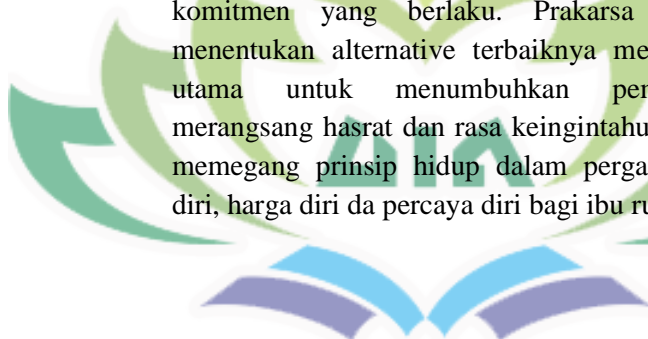 komitmen yang berlaku. Prakarsa
menentukan alternative terbaiknya me
utama untuk menumbuhkan per
merangsang hasrat dan rasa keingintahu
memegang prinsip hidup dalam perga
diri, harga diri da percaya diri bagi ibu ru